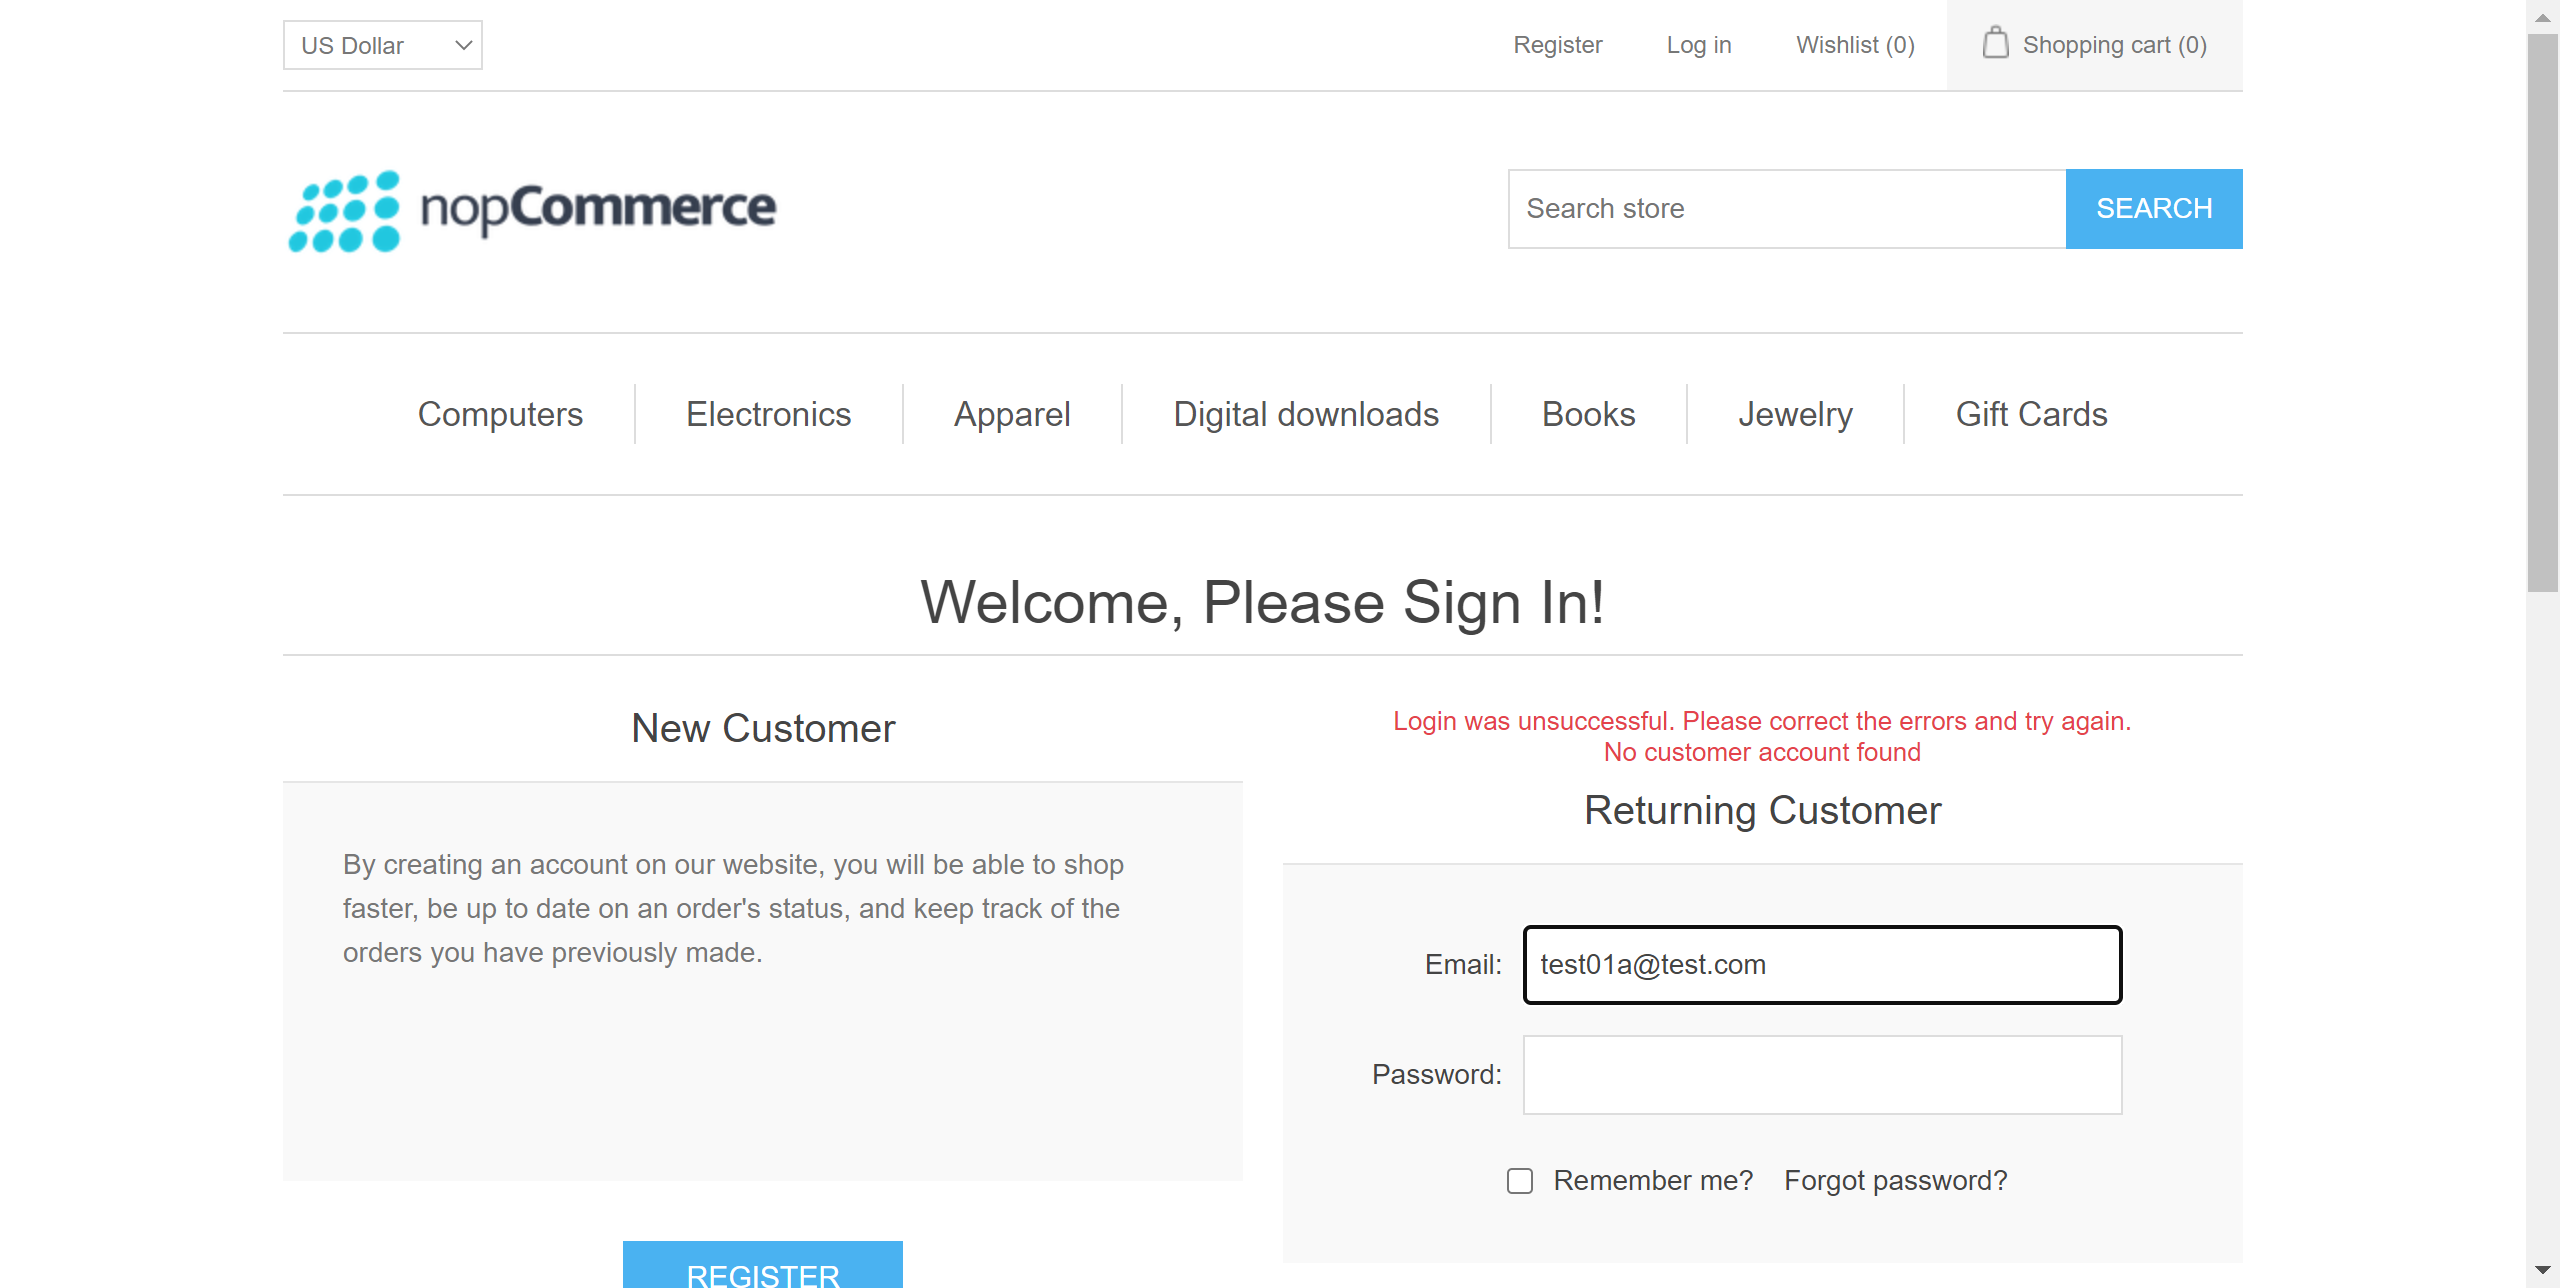 US Dollar
Register
Log in
Wishlist (0)
Shopping cart (0)
nopCommerce
Search store
SEARCH
Computers
Electronics
Apparel
Digital downloads
Books
Jewelry
Gift Cards
Welcome, Please Sign In!
New Customer
By creating an account on our website, you will be able to shop
faster, be up to date on an order's status, and keep track of the
orders you have previously made.
REGISTER
Login was unsuccessful. Please correct the errors and try again.
No customer account found
Returning Customer
Email:
test01a@test.com
Password:
Remember me?
Forgot password?